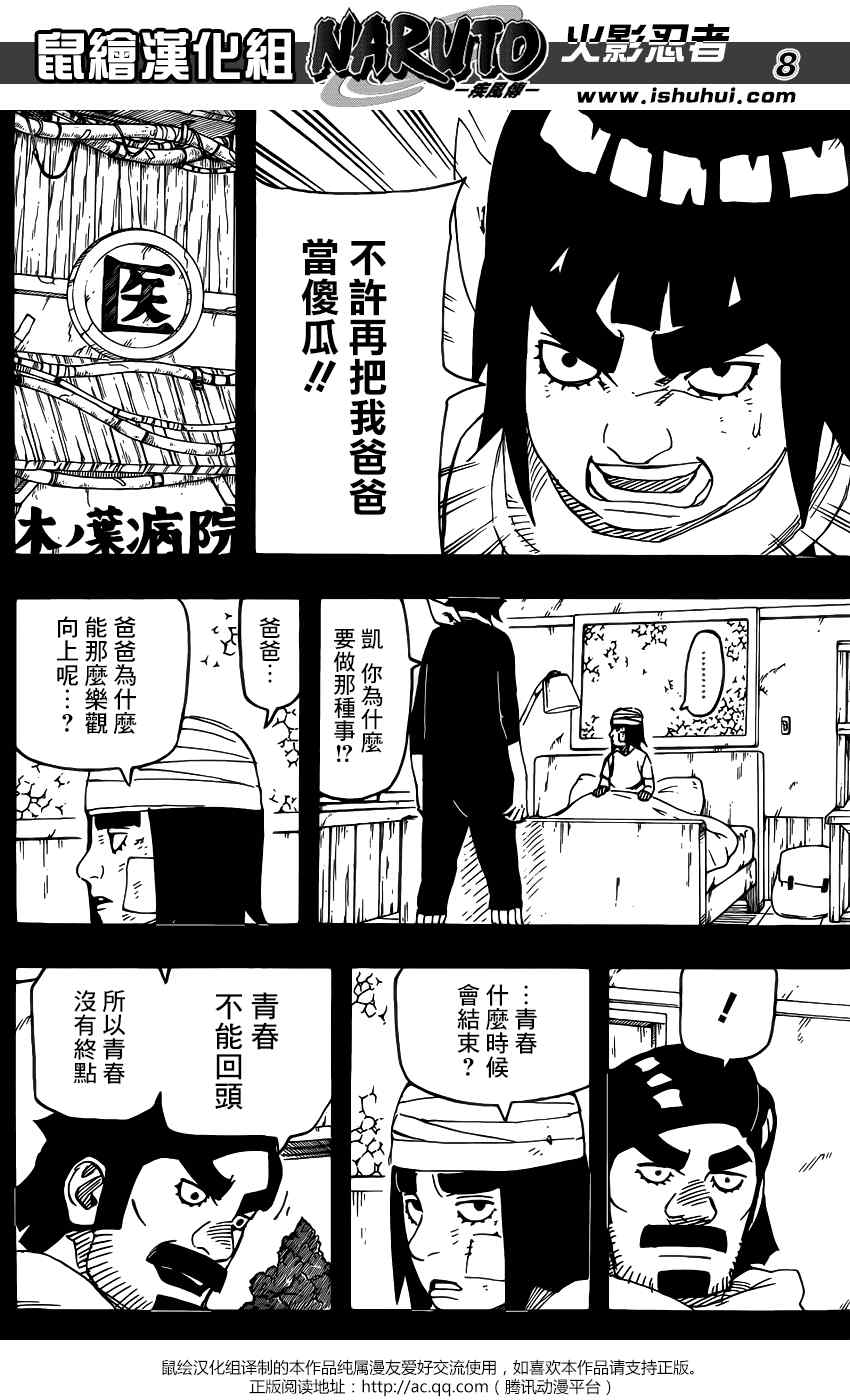 鼠繪漢化組
NARUTO
疾風傳
火影忍者
8
www.ishuhui.com
不許再把我爸爸
當傻瓜!!
医
木ノ葉病院
………
凱 你為什麼
要做那種事!?
爸爸…
爸爸為什麼
能那麼樂觀
向上呢…?
!
…青春
什麼時候
會結束?
青春
不能回頭
所以青春
沒有終點
鼠绘汉化组译制的本作品纯属漫友爱好交流使用，如喜欢本作品请支持正版。
正版阅读地址：http://ac.qq.com（腾讯动漫平台）